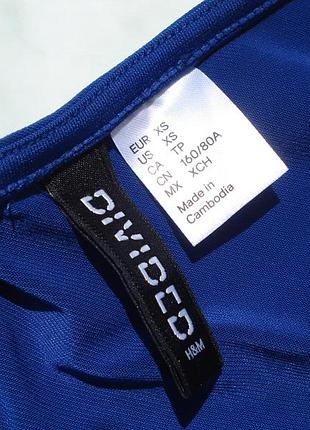 EUR XS
US XS
CA TP
CN 160/80A
MX XCH
Made in
Cambodia
DIVIDED
H&M